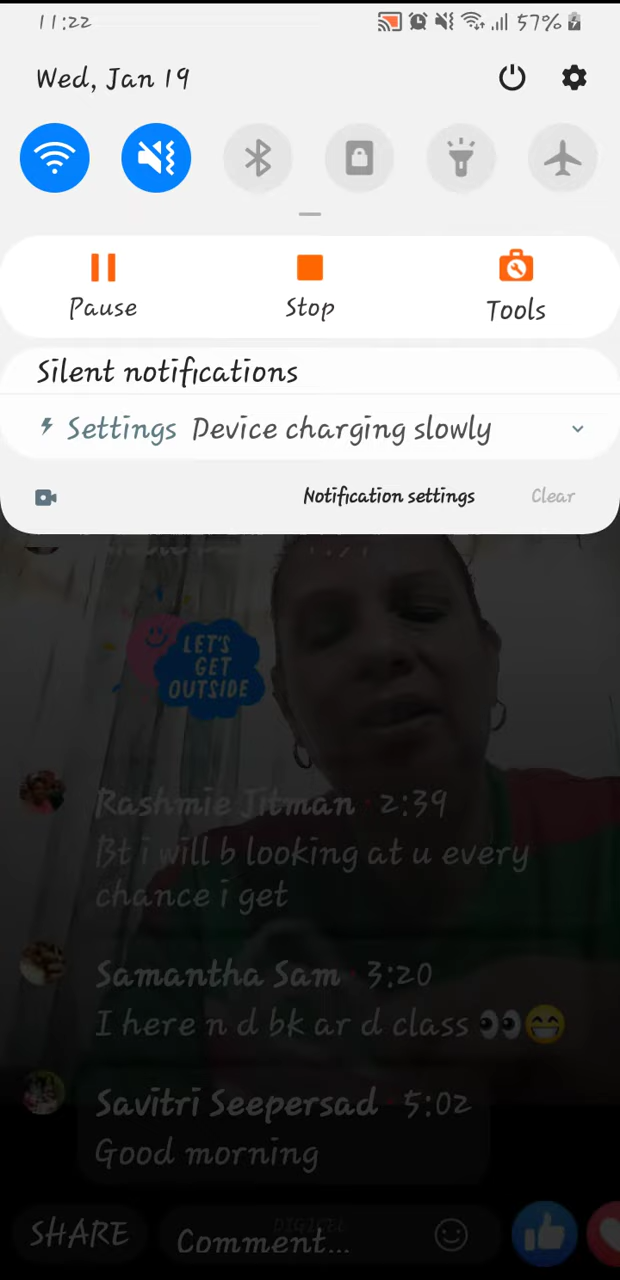 11:22
57%
Wed, Jan 19
Pause
Stop
Tools
Silent notifications
Settings Device charging slowly
Notification settings
Clear
LET'S
GET
OUTSIDE
Rashmie Jitman · 2:39
Bt i will b looking at u every
chance i get
Samantha Sam · 3:20
I here n d bk ar d class 👀😁
Savitri Seepersad · 5:02
Good morning
SHARE
Comment...
DIGICEL